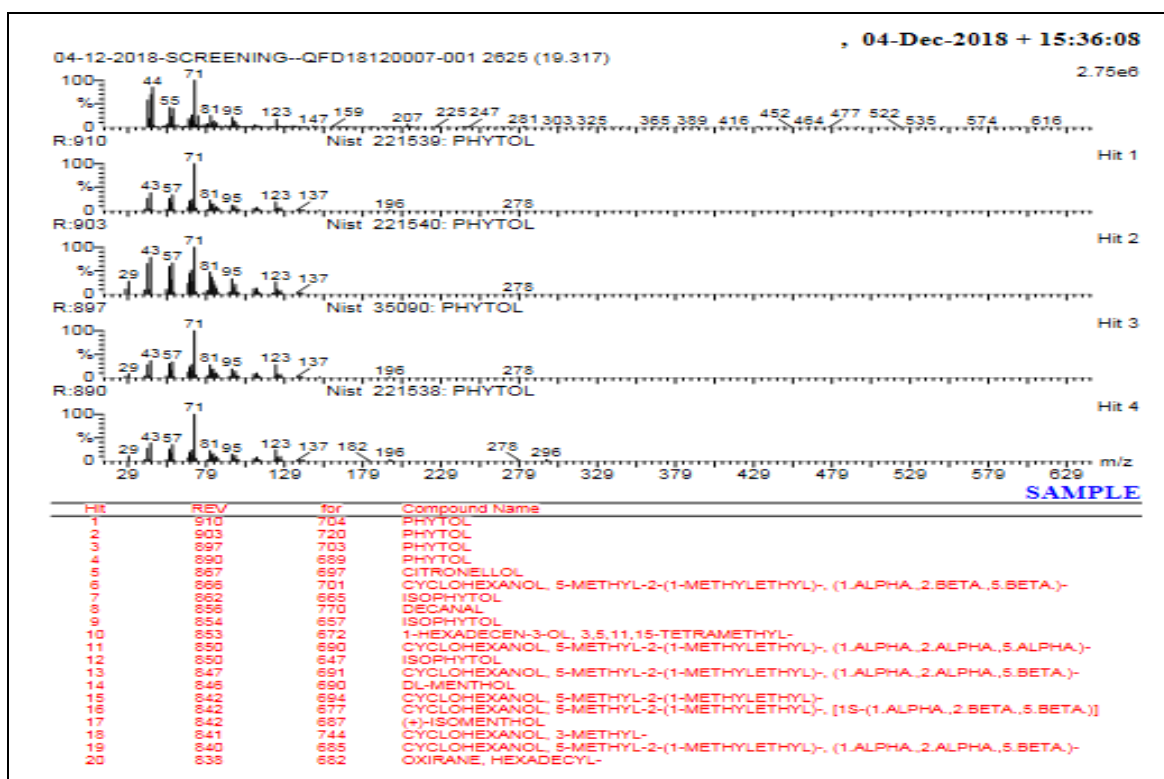 , 04-Dec-2018 + 15:36:08
04-12-2018-SCREENING--QFD18120007-001 2625 (19.317)
2.75e6
100
%
0
44 55 71 81 95 123 147 159 207 225 247 281 303 325 365 389 416 452 464 477 522 535 574 616
R:910 Nist 221539: PHYTOL Hit 1
100
%
0
43 57 71 81 95 123 137 196 278
R:903 Nist 221540: PHYTOL Hit 2
100
%
0
29 43 57 71 81 95 123 137 278
R:897 Nist 35090: PHYTOL Hit 3
100
%
0
29 43 57 71 81 95 123 137 196 278
R:890 Nist 221538: PHYTOL Hit 4
100
%
0
29 43 57 71 81 95 123 137 182 196 278 296
29 79 129 179 229 279 329 379 429 479 529 579 629 m/z
SAMPLE
Hit REV for Compound Name
1 910 704 PHYTOL
2 903 720 PHYTOL
3 897 703 PHYTOL
4 890 689 PHYTOL
5 867 697 CITRONELLOL
6 866 701 CYCLOHEXANOL, 5-METHYL-2-(1-METHYLETHYL)-, (1.ALPHA.,2.BETA.,5.BETA.)-
7 862 665 ISOPHYTOL
8 856 770 DECANAL
9 854 657 ISOPHYTOL
10 853 672 1-HEXADECEN-3-OL, 3,5,11,15-TETRAMETHYL-
11 850 690 CYCLOHEXANOL, 5-METHYL-2-(1-METHYLETHYL)-, (1.ALPHA.,2.ALPHA.,5.ALPHA.)-
12 850 647 ISOPHYTOL
13 847 691 CYCLOHEXANOL, 5-METHYL-2-(1-METHYLETHYL)-, (1.ALPHA.,2.ALPHA.,5.BETA.)-
14 846 690 DL-MENTHOL
15 842 694 CYCLOHEXANOL, 5-METHYL-2-(1-METHYLETHYL)-
16 842 677 CYCLOHEXANOL, 5-METHYL-2-(1-METHYLETHYL)-, [1S-(1.ALPHA.,2.BETA.,5.BETA.)]
17 842 687 (+)-ISOMENTHOL
18 841 744 CYCLOHEXANOL, 3-METHYL-
19 840 685 CYCLOHEXANOL, 5-METHYL-2-(1-METHYLETHYL)-, (1.ALPHA.,2.ALPHA.,5.BETA.)-
20 838 682 OXIRANE, HEXADECYL-